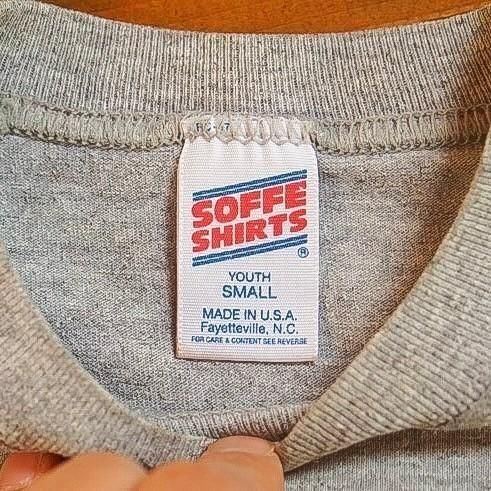 SOFFE
SHIRTS
®
YOUTH
SMALL
MADE IN U.S.A.
Fayetteville, N.C.
FOR CARE & CONTENT SEE REVERSE